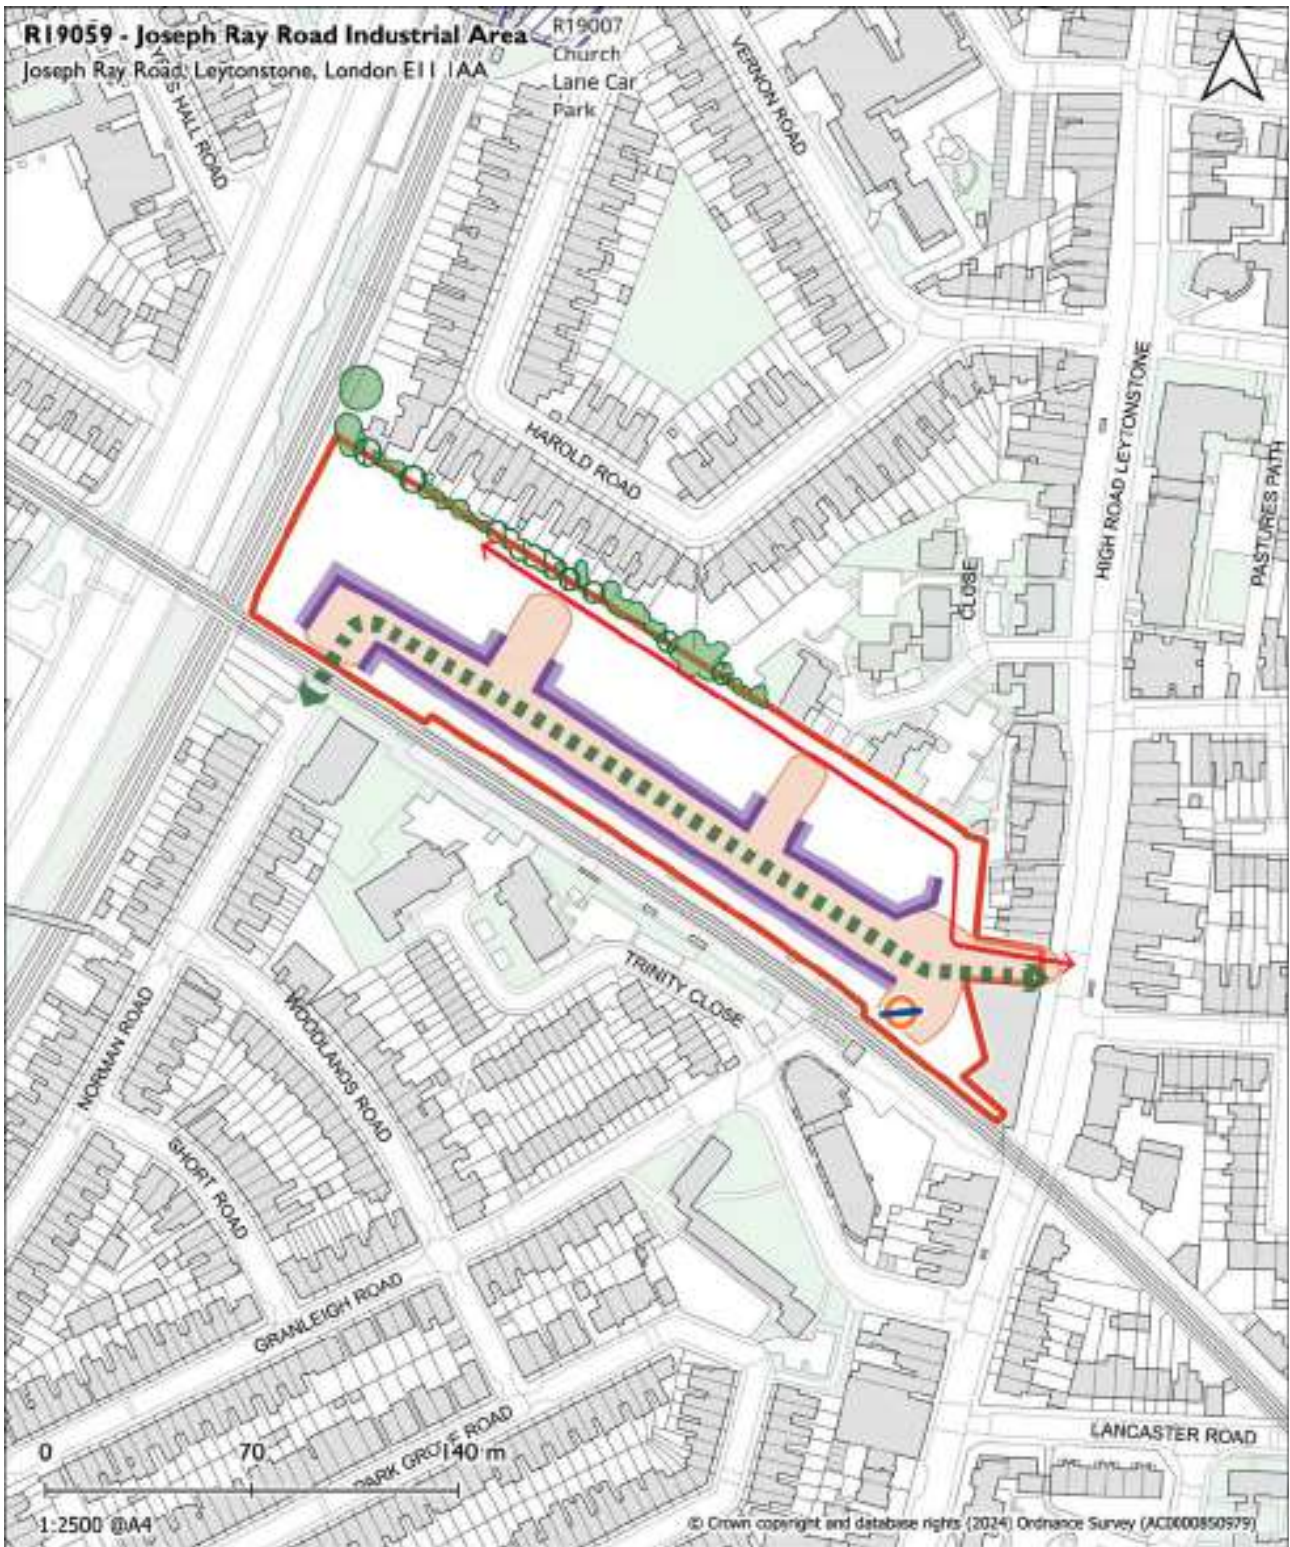 R19059 - Joseph Ray Road Industrial Area
Joseph Ray Road, Leytonstone, London E11 1AA
R19007
Church
Lane Car
Park
HALL ROAD
VERNON ROAD
HAROLD ROAD
HIGH ROAD LEYTONSTONE
PASTURES PATH
CLOSE
TRINITY CLOSE
NORMAN ROAD
WOODLANDS ROAD
SHORT ROAD
GRANLEIGH ROAD
PARK GROVE ROAD
LANCASTER ROAD
0 70 140 m
1:2500 @A4
© Crown copyright and database rights (2024) Ordnance Survey (AC0000850979)